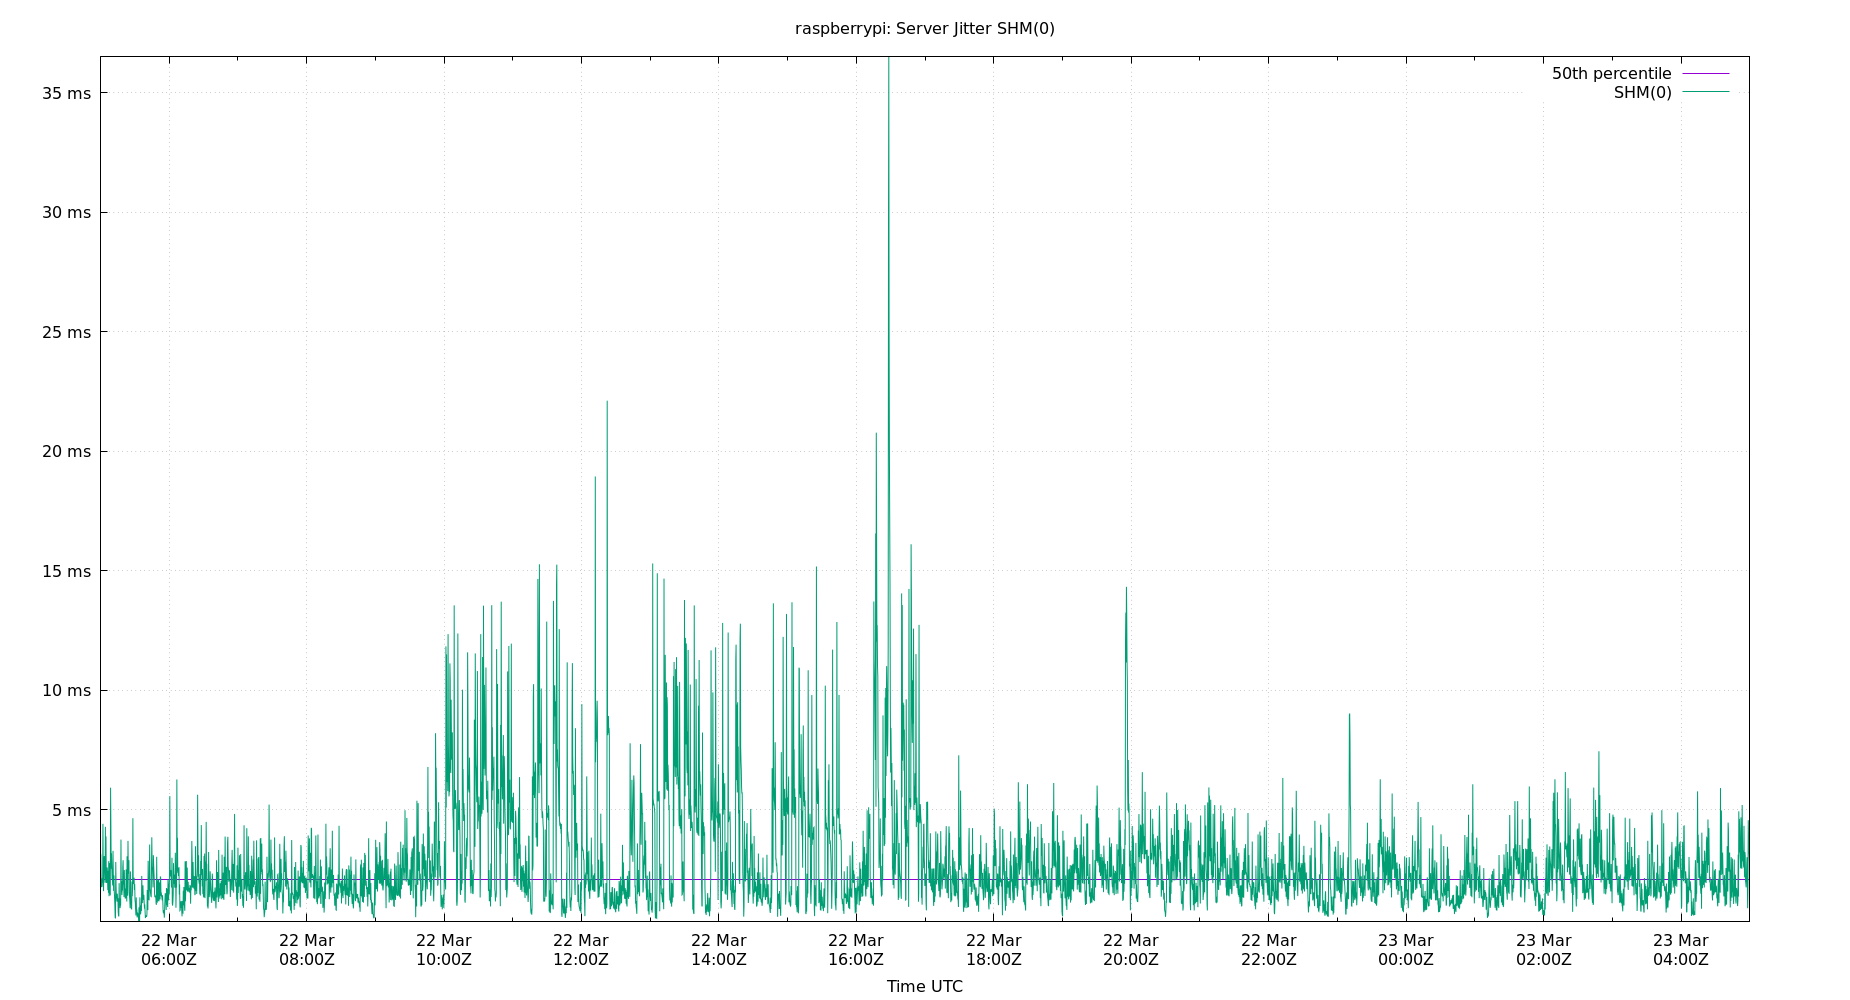 raspberrypi: Server Jitter SHM(0)
50th percentile
SHM(0)
35 ms
30 ms
25 ms
20 ms
15 ms
10 ms
5 ms
22 Mar 22 Mar 22 Mar 22 Mar 22 Mar 22 Mar 22 Mar 22 Mar 22 Mar 23 Mar 23 Mar 23 Mar
06:00Z 08:00Z 10:00Z 12:00Z 14:00Z 16:00Z 18:00Z 20:00Z 22:00Z 00:00Z 02:00Z 04:00Z
Time UTC